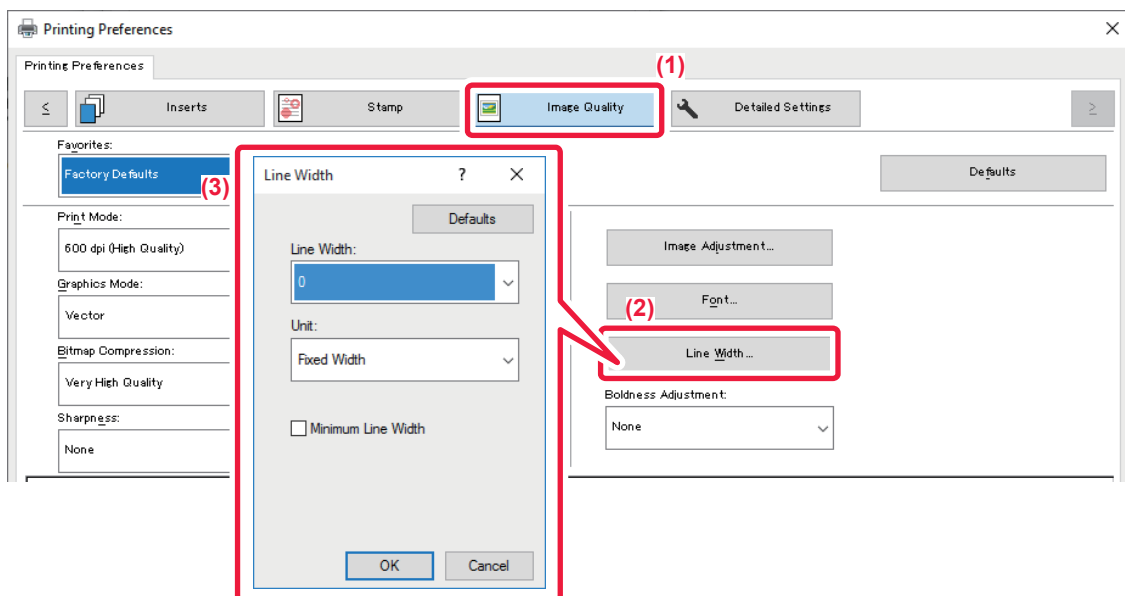 Printing Preferences
Printing Preferences
(1)
≤ Inserts Stamp Image Quality Detailed Settings ≥
Favorites:
Factory Defaults
Defaults
(3)
Line Width ? ×
Defaults
Line Width:
0
Unit:
Fixed Width
Minimum Line Width
OK Cancel
Print Mode:
600 dpi (High Quality)
Graphics Mode:
Vector
Bitmap Compression:
Very High Quality
Sharpness:
None
Image Adjustment...
Font...
(2)
Line Width...
Boldness Adjustment:
None